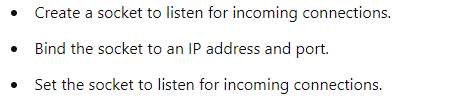 • Create a socket to listen for incoming connections.
• Bind the socket to an IP address and port.
• Set the socket to listen for incoming connections.